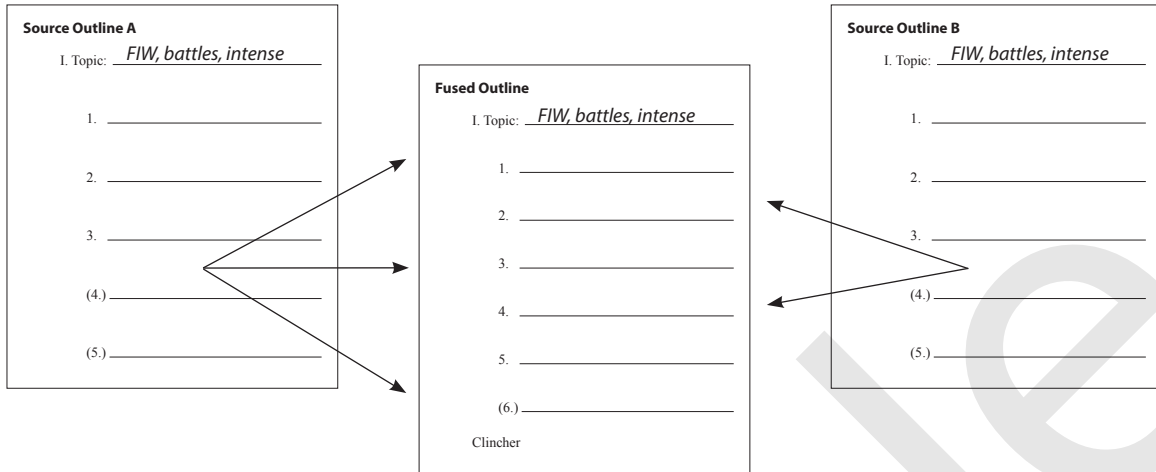 Source Outline A
I. Topic: FIW, battles, intense
1.
2.
3.
(4.)
(5.)
Fused Outline
I. Topic: FIW, battles, intense
1.
2.
3.
4.
5.
(6.)
Clincher
Source Outline B
I. Topic: FIW, battles, intense
1.
2.
3.
(4.)
(5.)
le